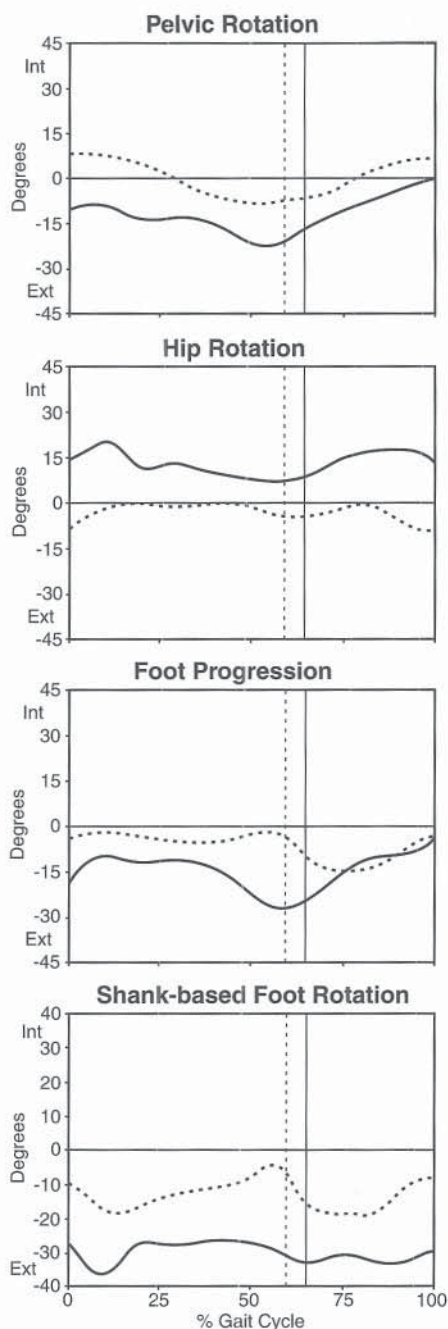 Pelvic Rotation
45
Int
30
15
0
Degrees
-15
-30
Ext
-45
Hip Rotation
45
Int
30
15
0
Degrees
-15
-30
Ext
-45
Foot Progression
45
Int
30
15
0
Degrees
-15
-30
Ext
-45
Shank-based Foot Rotation
40
Int
30
20
10
0
Degrees
-10
-20
-30
Ext
-40
0 25 50 75 100
% Gait Cycle